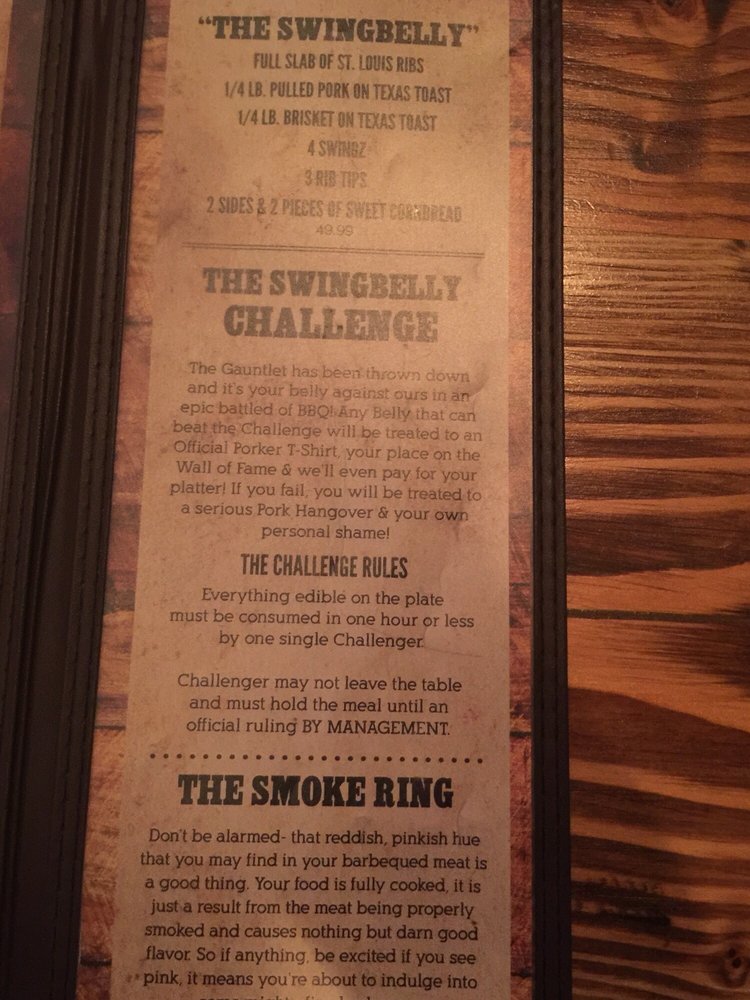 "THE SWINGBELLY"
FULL SLAB OF ST. LOUIS RIBS
1/4 LB. PULLED PORK ON TEXAS TOAST
1/4 LB. BRISKET ON TEXAS TOAST
4 SWINGZ
3 RIB TIPS
2 SIDES & 2 PIECES OF SWEET CORNBREAD
49.99
THE SWINGBELLY
CHALLENGE
The Gauntlet has been thrown down
and it's your belly against ours in an
epic battled of BBQ! Any Belly that can
beat the Challenge will be treated to an
Official Porker T-Shirt, your place on the
Wall of Fame & we'll even pay for your
platter! If you fail, you will be treated to
a serious Pork Hangover & your own
personal shame!
THE CHALLENGE RULES
Everything edible on the plate
must be consumed in one hour or less
by one single Challenger.
Challenger may not leave the table
and must hold the meal until an
official ruling BY MANAGEMENT.
THE SMOKE RING
Don't be alarmed- that reddish, pinkish hue
that you may find in your barbequed meat is
a good thing. Your food is fully cooked, it is
just a result from the meat being properly
smoked and causes nothing but darn good
flavor. So if anything, be excited if you see
pink, it means you're about to indulge into